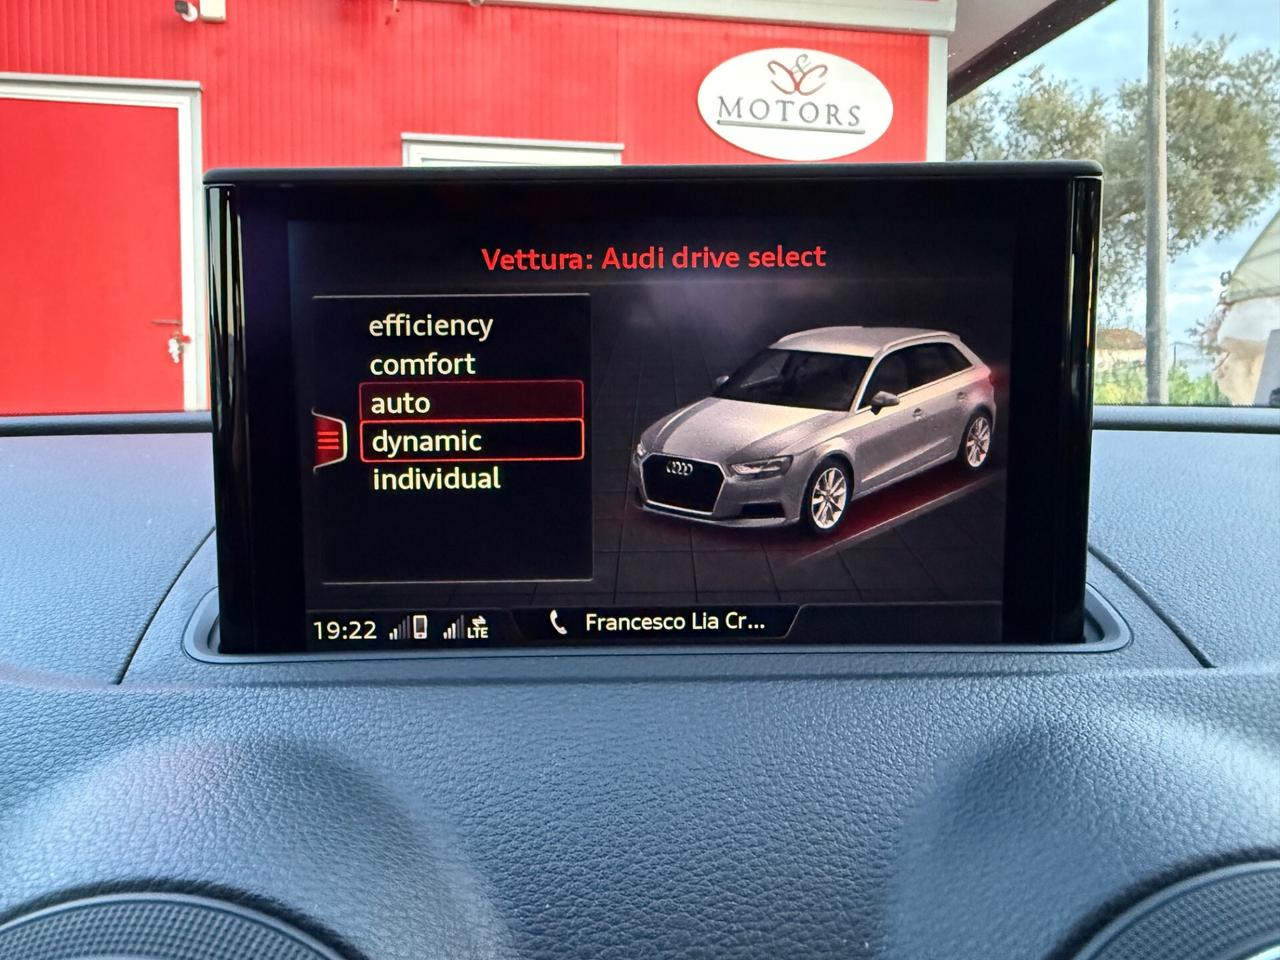 MOTORS
Vettura: Audi drive select
efficiency
comfort
auto
dynamic
individual
19:22
LTE
Francesco Lia Cr...